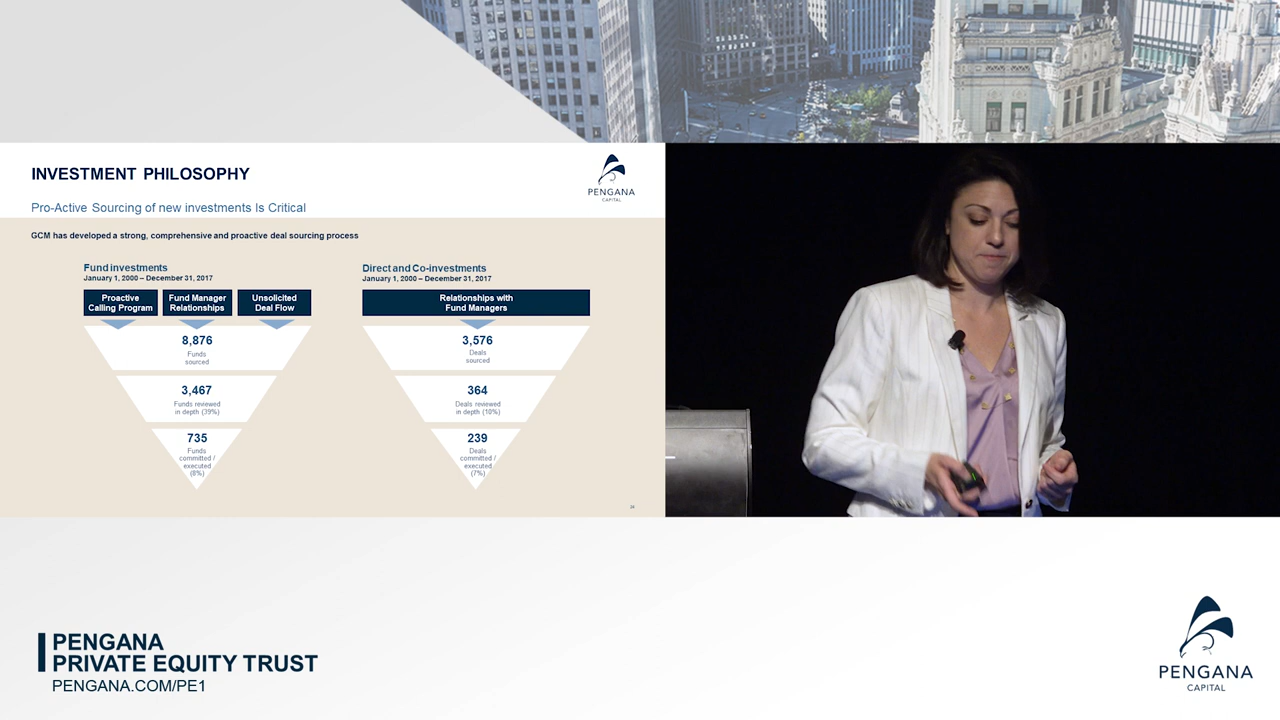 INVESTMENT PHILOSOPHY
PENGANA
CAPITAL
Pro-Active Sourcing of new investments Is Critical
GCM has developed a strong, comprehensive and proactive deal sourcing process
Fund investments
January 1, 2000 – December 31, 2017
Proactive
Calling Program
Fund Manager
Relationships
Unsolicited
Deal Flow
8,876
Funds
sourced
3,467
Funds reviewed
in depth (39%)
735
Funds
committed /
executed
(8%)
Direct and Co-investments
January 1, 2000 – December 31, 2017
Relationships with
Fund Managers
3,576
Deals
sourced
364
Deals reviewed
in depth (10%)
239
Deals
committed /
executed
(7%)
PENGANA
PRIVATE EQUITY TRUST
PENGANA.COM/PE1
PENGANA
CAPITAL